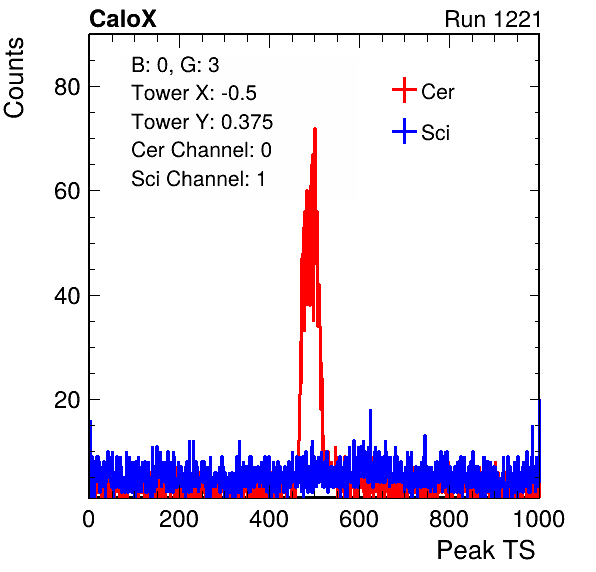 CaloX
Run 1221
Counts
B: 0, G: 3
Tower X: -0.5
Tower Y: 0.375
Cer Channel: 0
Sci Channel: 1
Cer
Sci
80
60
40
20
0 200 400 600 800 1000
Peak TS